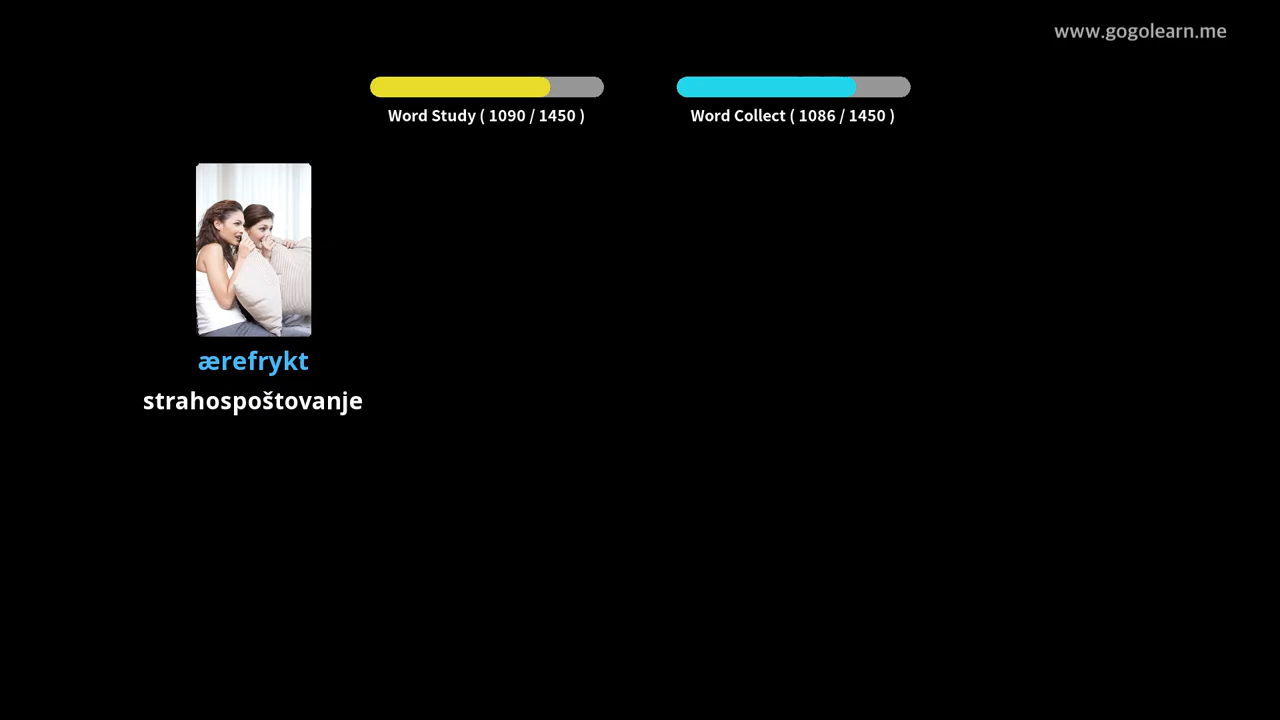 www.gogolearn.me
Word Study ( 1090 / 1450 )
Word Collect ( 1086 / 1450 )
ærefrykt
strahospoštovanje